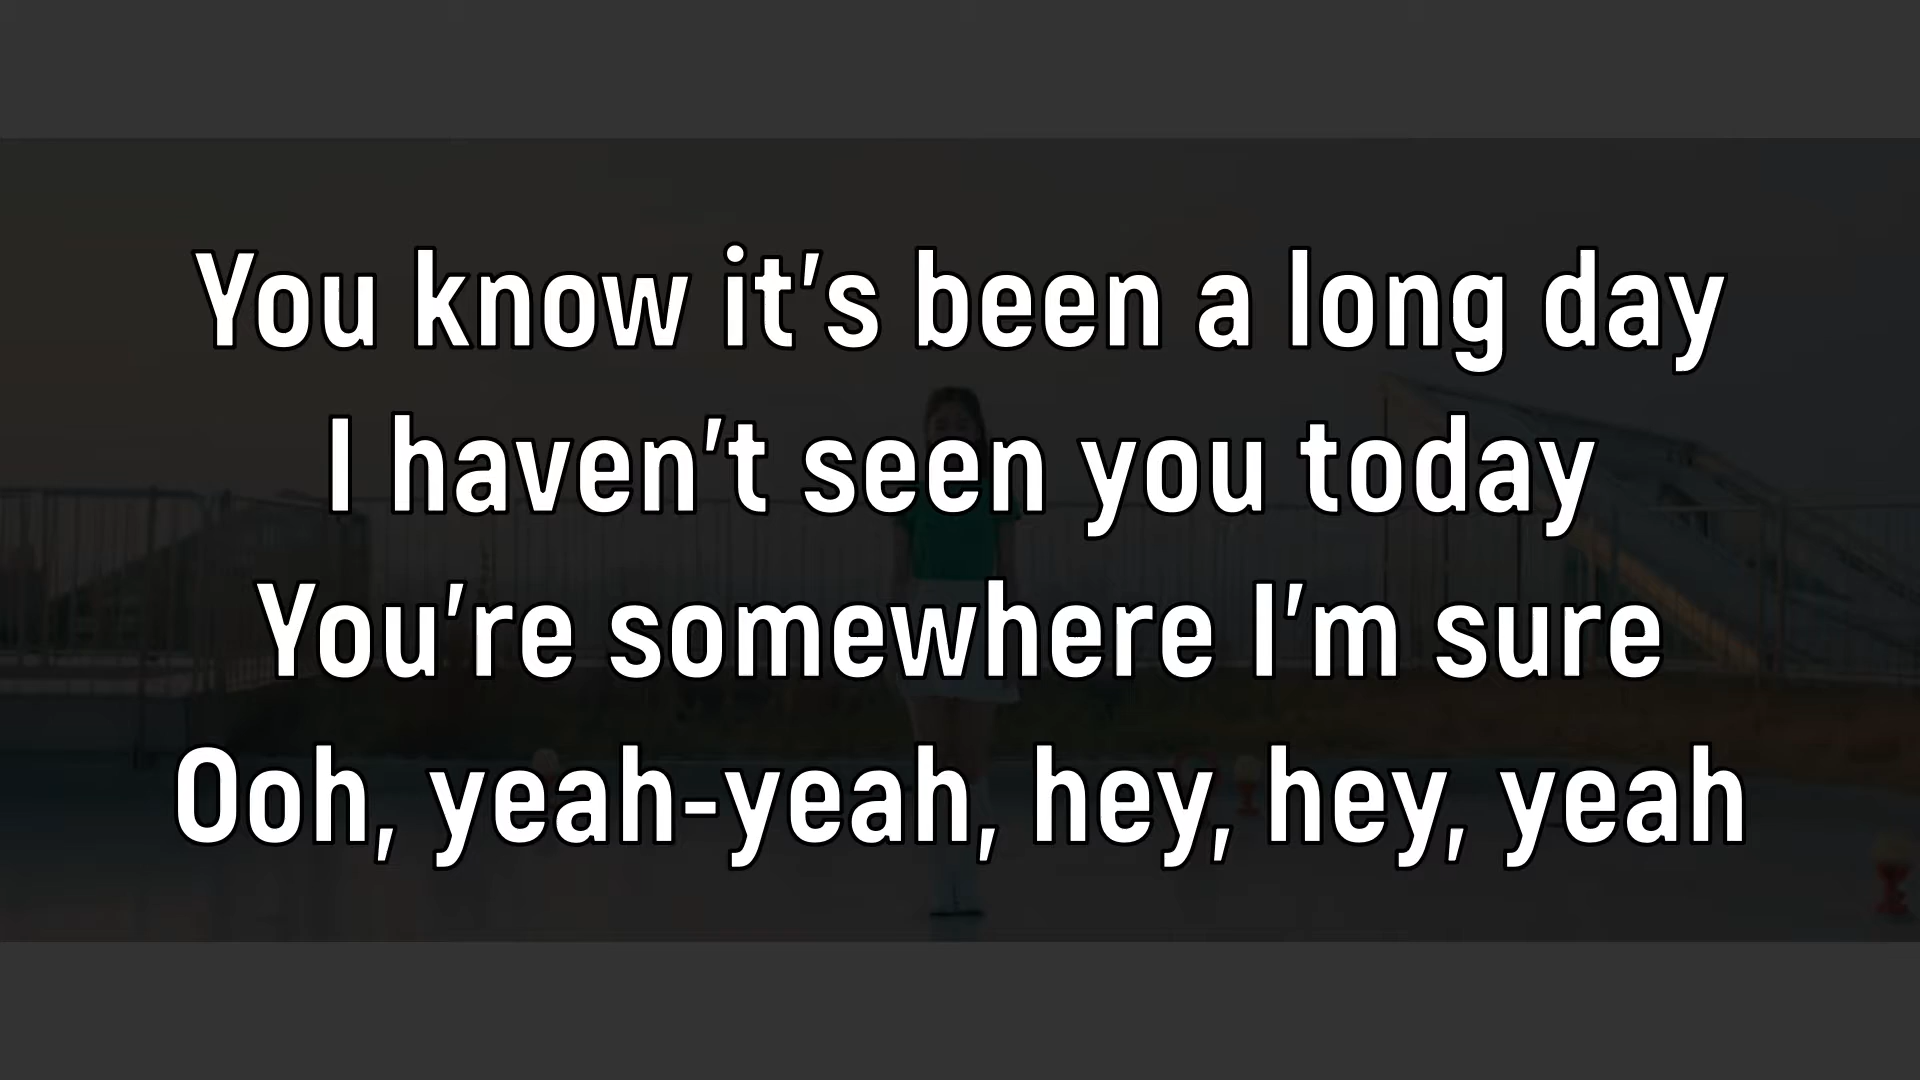 You know it’s been a long day
I haven’t seen you today
You’re somewhere I’m sure
Ooh, yeah-yeah, hey, hey, yeah